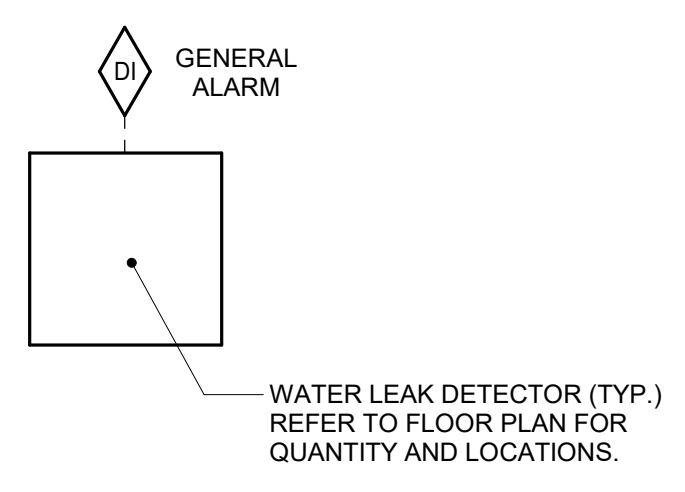 DI
GENERAL
ALARM
WATER LEAK DETECTOR (TYP.)
REFER TO FLOOR PLAN FOR
QUANTITY AND LOCATIONS.